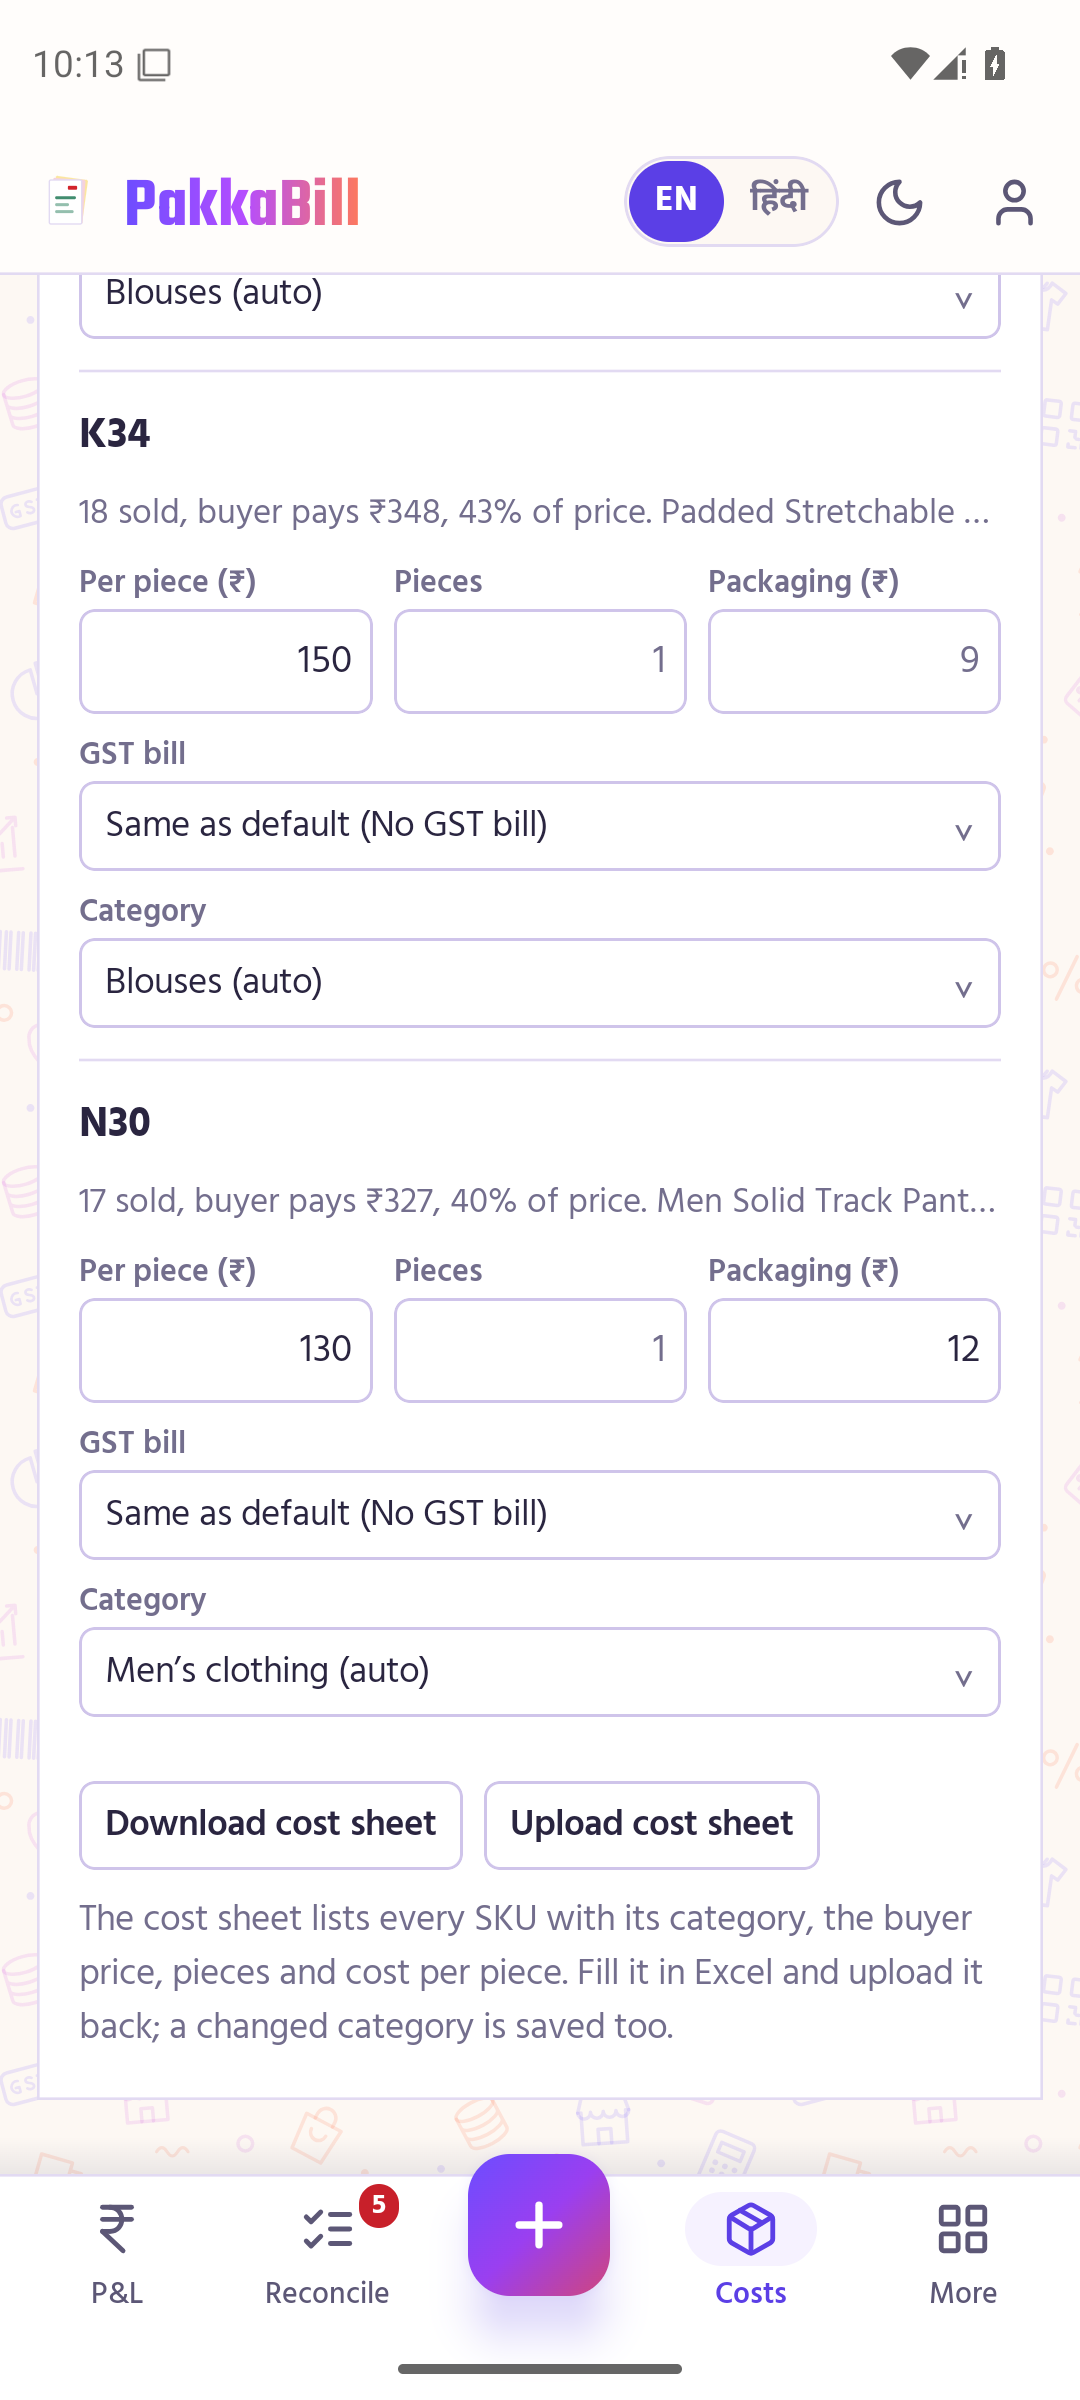 10:13
PakkaBill
EN
हिंदी
Blouses (auto)
K34
18 sold, buyer pays ₹348, 43% of price. Padded Stretchable ...
Per piece (₹)
Pieces
Packaging (₹)
150
1
9
GST bill
Same as default (No GST bill)
Category
Blouses (auto)
N30
17 sold, buyer pays ₹327, 40% of price. Men Solid Track Pant...
Per piece (₹)
Pieces
Packaging (₹)
130
1
12
GST bill
Same as default (No GST bill)
Category
Men’s clothing (auto)
Download cost sheet
Upload cost sheet
The cost sheet lists every SKU with its category, the buyer
price, pieces and cost per piece. Fill it in Excel and upload it
back; a changed category is saved too.
5
P&L
Reconcile
Costs
More